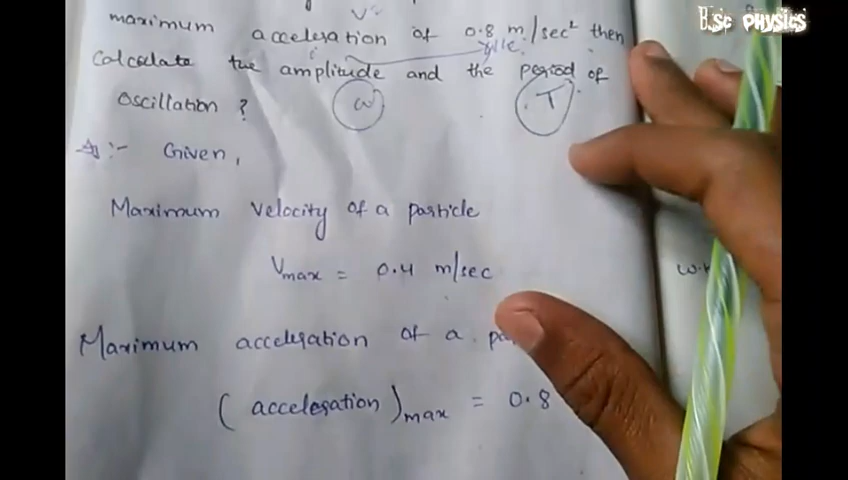 B.Sc PHYSICS
maximum acceleration of 0.8 m/sec² then
calculate the amplitude and the period of
oscillation ?
ω T
A :- Given,
Maximum velocity of a particle
Vmax = 0.4 m/sec
Maximum acceleration of a
(acceleration)max = 0.8